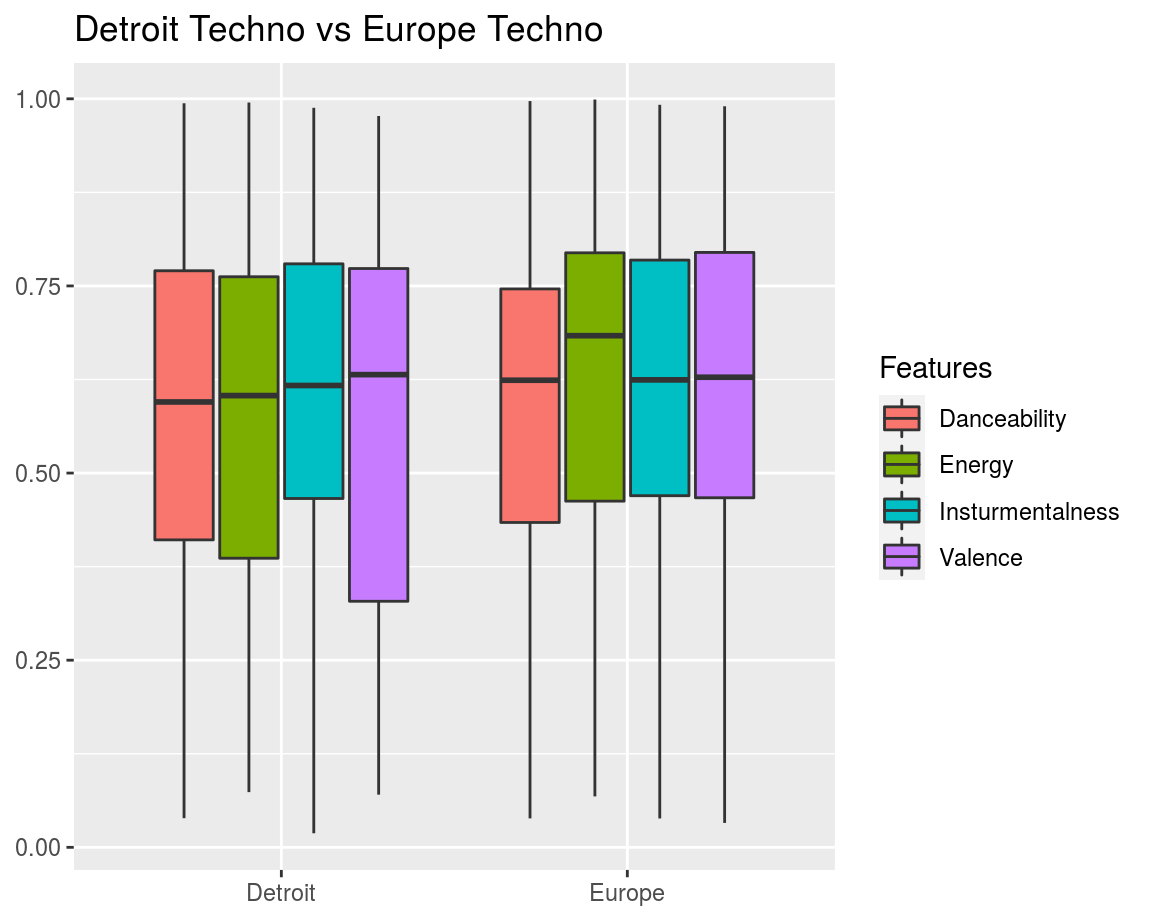 Detroit Techno vs Europe Techno
1.00
0.75
0.50
0.25
0.00
Detroit
Europe
Features
Danceability
Energy
Insturmentalness
Valence